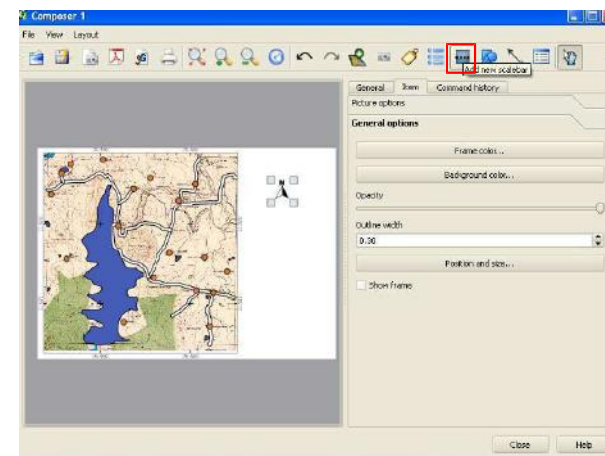 Composer 1
File View Layout
Add new scalebar
General Item Command history
Picture options
General options
Frame color...
Background color...
Opacity
Outline width
0.30
Position and size...
Show frame
N
Close Help